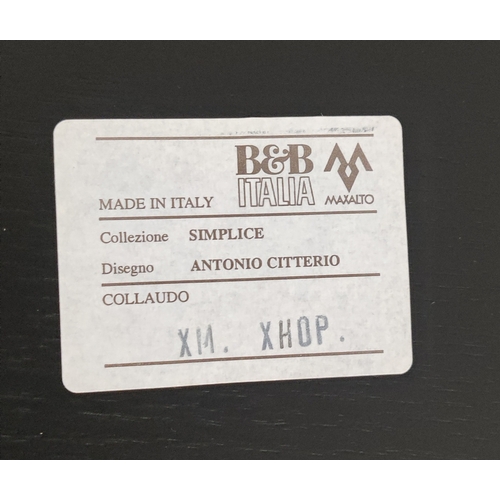 B&B
ITALIA
MAXALTO
MADE IN ITALY
Collezione SIMPLICE
Disegno ANTONIO CITTERIO
COLLAUDO
XM. XHOP.